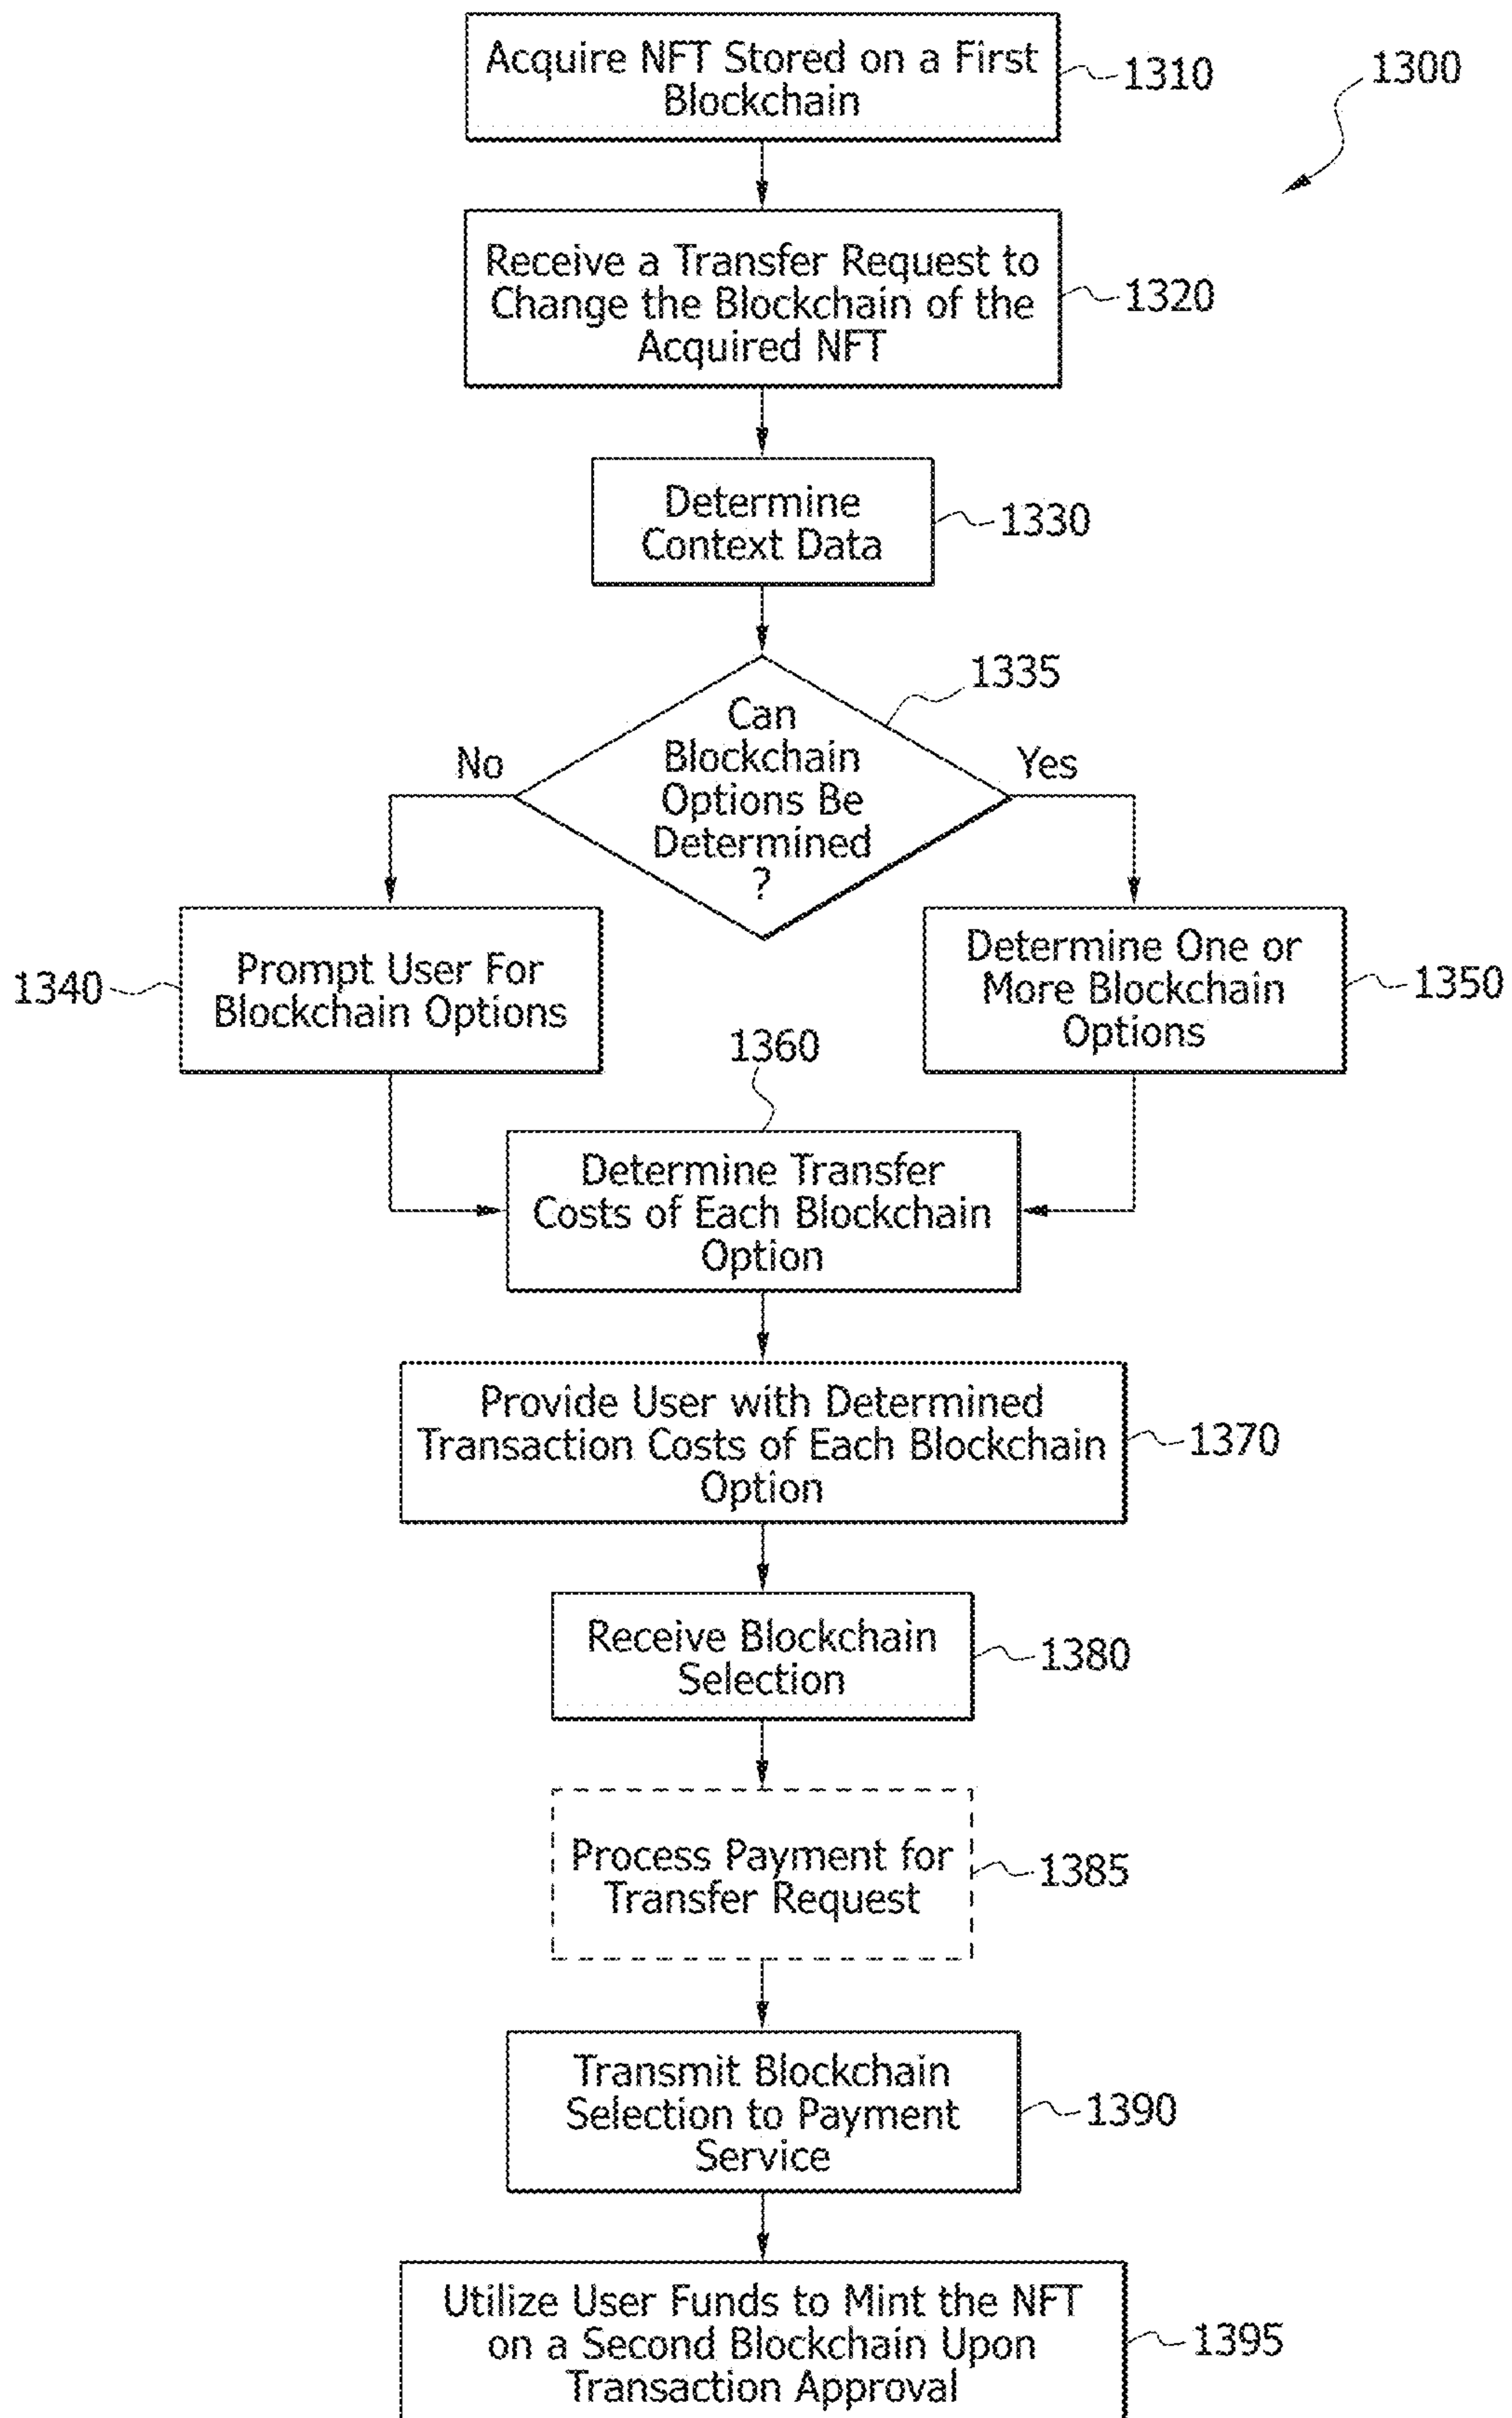 Acquire NFT Stored on a First
Blockchain
1310
1300
Receive a Transfer Request to
Change the Blockchain of the
Acquired NFT
1320
Determine
Context Data
1330
1335
Can
Blockchain
Options Be
Determined
?
No
Yes
1340
Prompt User For
Blockchain Options
Determine One or
More Blockchain
Options
1350
1360
Determine Transfer
Costs of Each Blockchain
Option
Provide User with Determined
Transaction Costs of Each Blockchain
Option
1370
Receive Blockchain
Selection
1380
Process Payment for
Transfer Request
1385
Transmit Blockchain
Selection to Payment
Service
1390
Utilize User Funds to Mint the NFT
on a Second Blockchain Upon
Transaction Approval
1395